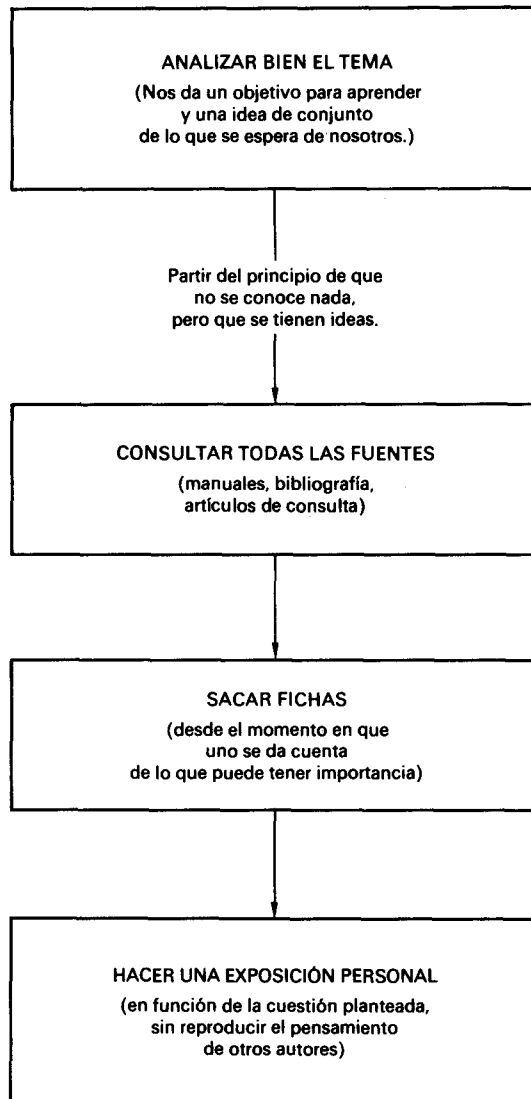 ANALIZAR BIEN EL TEMA
(Nos da un objetivo para aprender
y una idea de conjunto
de lo que se espera de nosotros.)
Partir del principio de que
no se conoce nada,
pero que se tienen ideas.
CONSULTAR TODAS LAS FUENTES
(manuales, bibliografía,
artículos de consulta)
SACAR FICHAS
(desde el momento en que
uno se da cuenta
de lo que puede tener importancia)
HACER UNA EXPOSICIÓN PERSONAL
(en función de la cuestión planteada,
sin reproducir el pensamiento
de otros autores)